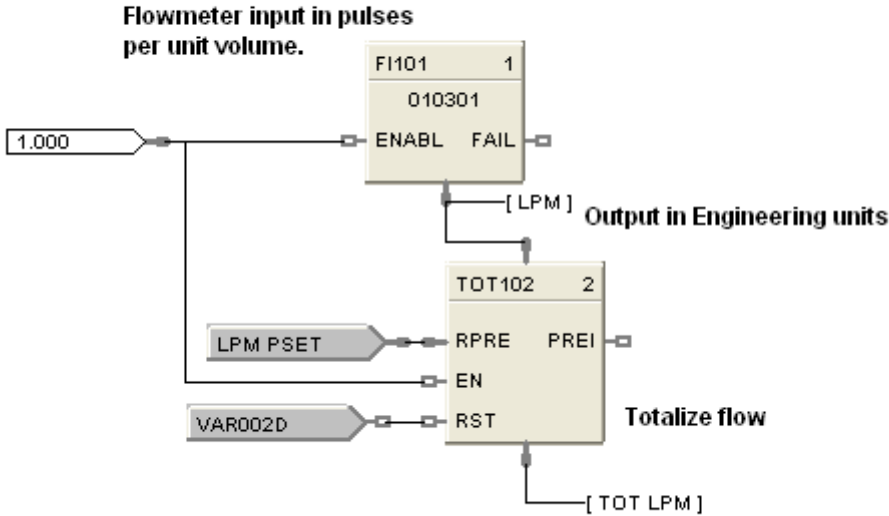 Flowmeter input in pulses
per unit volume.
FI101 1
010301
1.000
ENABL FAIL
[ LPM ]
Output in Engineering units
TOT102 2
LPM PSET
RPRE PREI
EN
VAR002D
RST
Totalize flow
[ TOT LPM ]